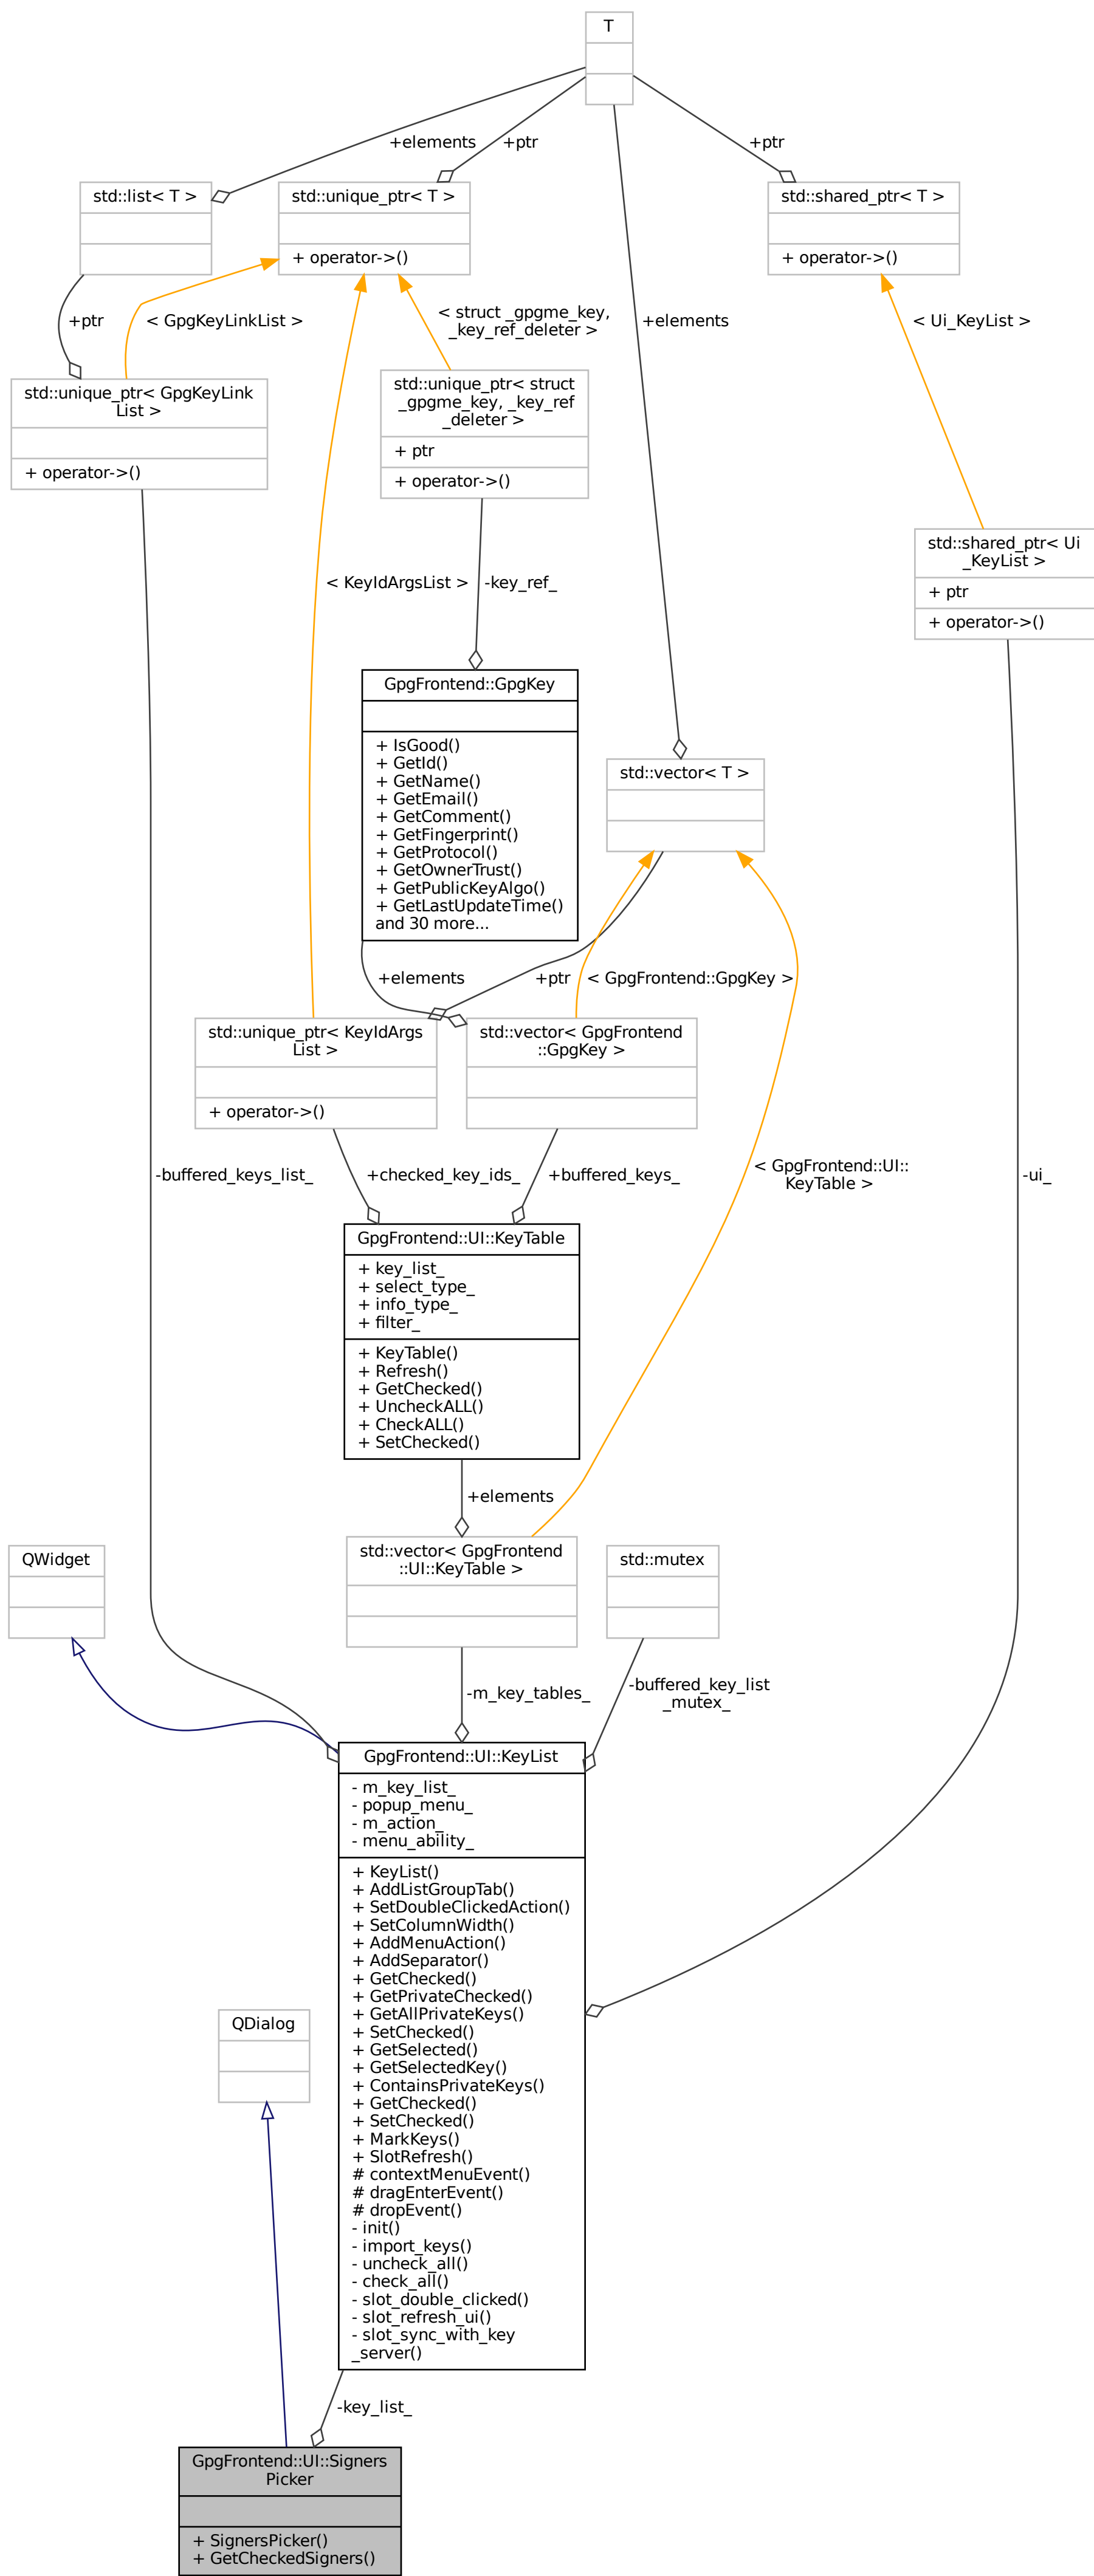 T
+elements
+ptr
+ptr
std::list< T >
std::unique_ptr< T >
+ operator->()
std::shared_ptr< T >
+ operator->()
+ptr
< GpgKeyLinkList >
< struct _gpgme_key,
_key_ref_deleter >
+elements
< Ui_KeyList >
std::unique_ptr< GpgKeyLink
List >
+ operator->()
std::unique_ptr< struct
_gpgme_key, _key_ref
_deleter >
+ ptr
+ operator->()
std::shared_ptr< Ui
_KeyList >
+ ptr
+ operator->()
< KeyIdArgsList >
-key_ref_
GpgFrontend::GpgKey
+ IsGood()
+ GetId()
+ GetName()
+ GetEmail()
+ GetComment()
+ GetFingerprint()
+ GetProtocol()
+ GetOwnerTrust()
+ GetPublicKeyAlgo()
+ GetLastUpdateTime()
and 30 more...
std::vector< T >
+elements
+ptr
< GpgFrontend::GpgKey >
std::unique_ptr< KeyIdArgs
List >
+ operator->()
std::vector< GpgFrontend
::GpgKey >
-buffered_keys_list_
+checked_key_ids_
+buffered_keys_
< GpgFrontend::UI::
KeyTable >
-ui_
GpgFrontend::UI::KeyTable
+ key_list_
+ select_type_
+ info_type_
+ filter_
+ KeyTable()
+ Refresh()
+ GetChecked()
+ UncheckALL()
+ CheckALL()
+ SetChecked()
+elements
QWidget
std::vector< GpgFrontend
::UI::KeyTable >
std::mutex
-m_key_tables_
-buffered_key_list
_mutex_
GpgFrontend::UI::KeyList
- m_key_list_
- popup_menu_
- m_action_
- menu_ability_
+ KeyList()
+ AddListGroupTab()
+ SetDoubleClickedAction()
+ SetColumnWidth()
+ AddMenuAction()
+ AddSeparator()
+ GetChecked()
+ GetPrivateChecked()
+ GetAllPrivateKeys()
+ SetChecked()
+ GetSelected()
+ GetSelectedKey()
+ ContainsPrivateKeys()
+ GetChecked()
+ SetChecked()
+ MarkKeys()
+ SlotRefresh()
# contextMenuEvent()
# dragEnterEvent()
# dropEvent()
- init()
- import_keys()
- uncheck_all()
- check_all()
- slot_double_clicked()
- slot_refresh_ui()
- slot_sync_with_key
_server()
QDialog
-key_list_
GpgFrontend::UI::Signers
Picker
+ SignersPicker()
+ GetCheckedSigners()